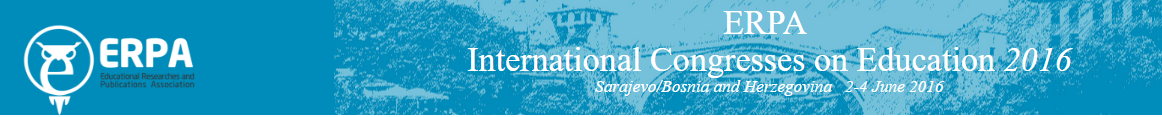 ERPA
Educational Researches and
Publications Association
ERPA
International Congresses on Education 2016
Sarajevo/Bosnia and Herzegovina 2-4 June 2016